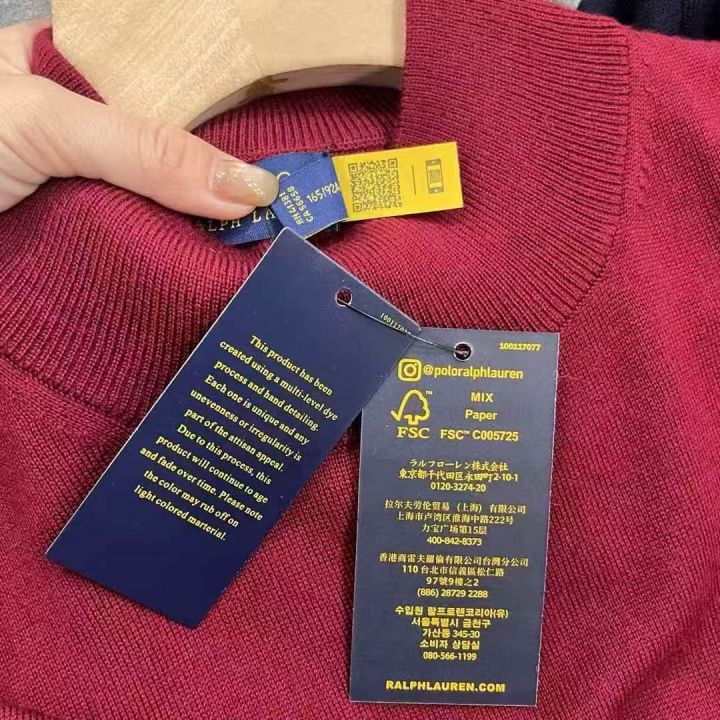 165/92A
CA 56658
RN 41381
RALPH LA
100117077
This product has been
created using a multi-level dye
process and hand detailing.
Each one is unique and any
unevenness or irregularity is
part of the artisan appeal.
Due to this process, this
product will continue to age
and fade over time. Please note
the color may rub off on
light colored marterial.
100117077
@poloralphlauren
MIX
Paper
FSC™ C005725
FSC
ラルフローレン株式会社
東京都千代田区永田町2-10-1
0120-3274-20
拉尔夫劳伦贸易（上海）有限公司
上海市卢湾区淮海中路222号
力宝广场第15层
400-842-8373
香港商雷夫羅倫有限公司台灣分公司
110 台北市信義區松仁路
97號9樓之2
(886) 28729 2288
수입원 랄프로렌코리아(유)
서울특별시 금천구
가산동 345-30
소비자 상담실
080-566-1199
RALPHLAUREN.COM